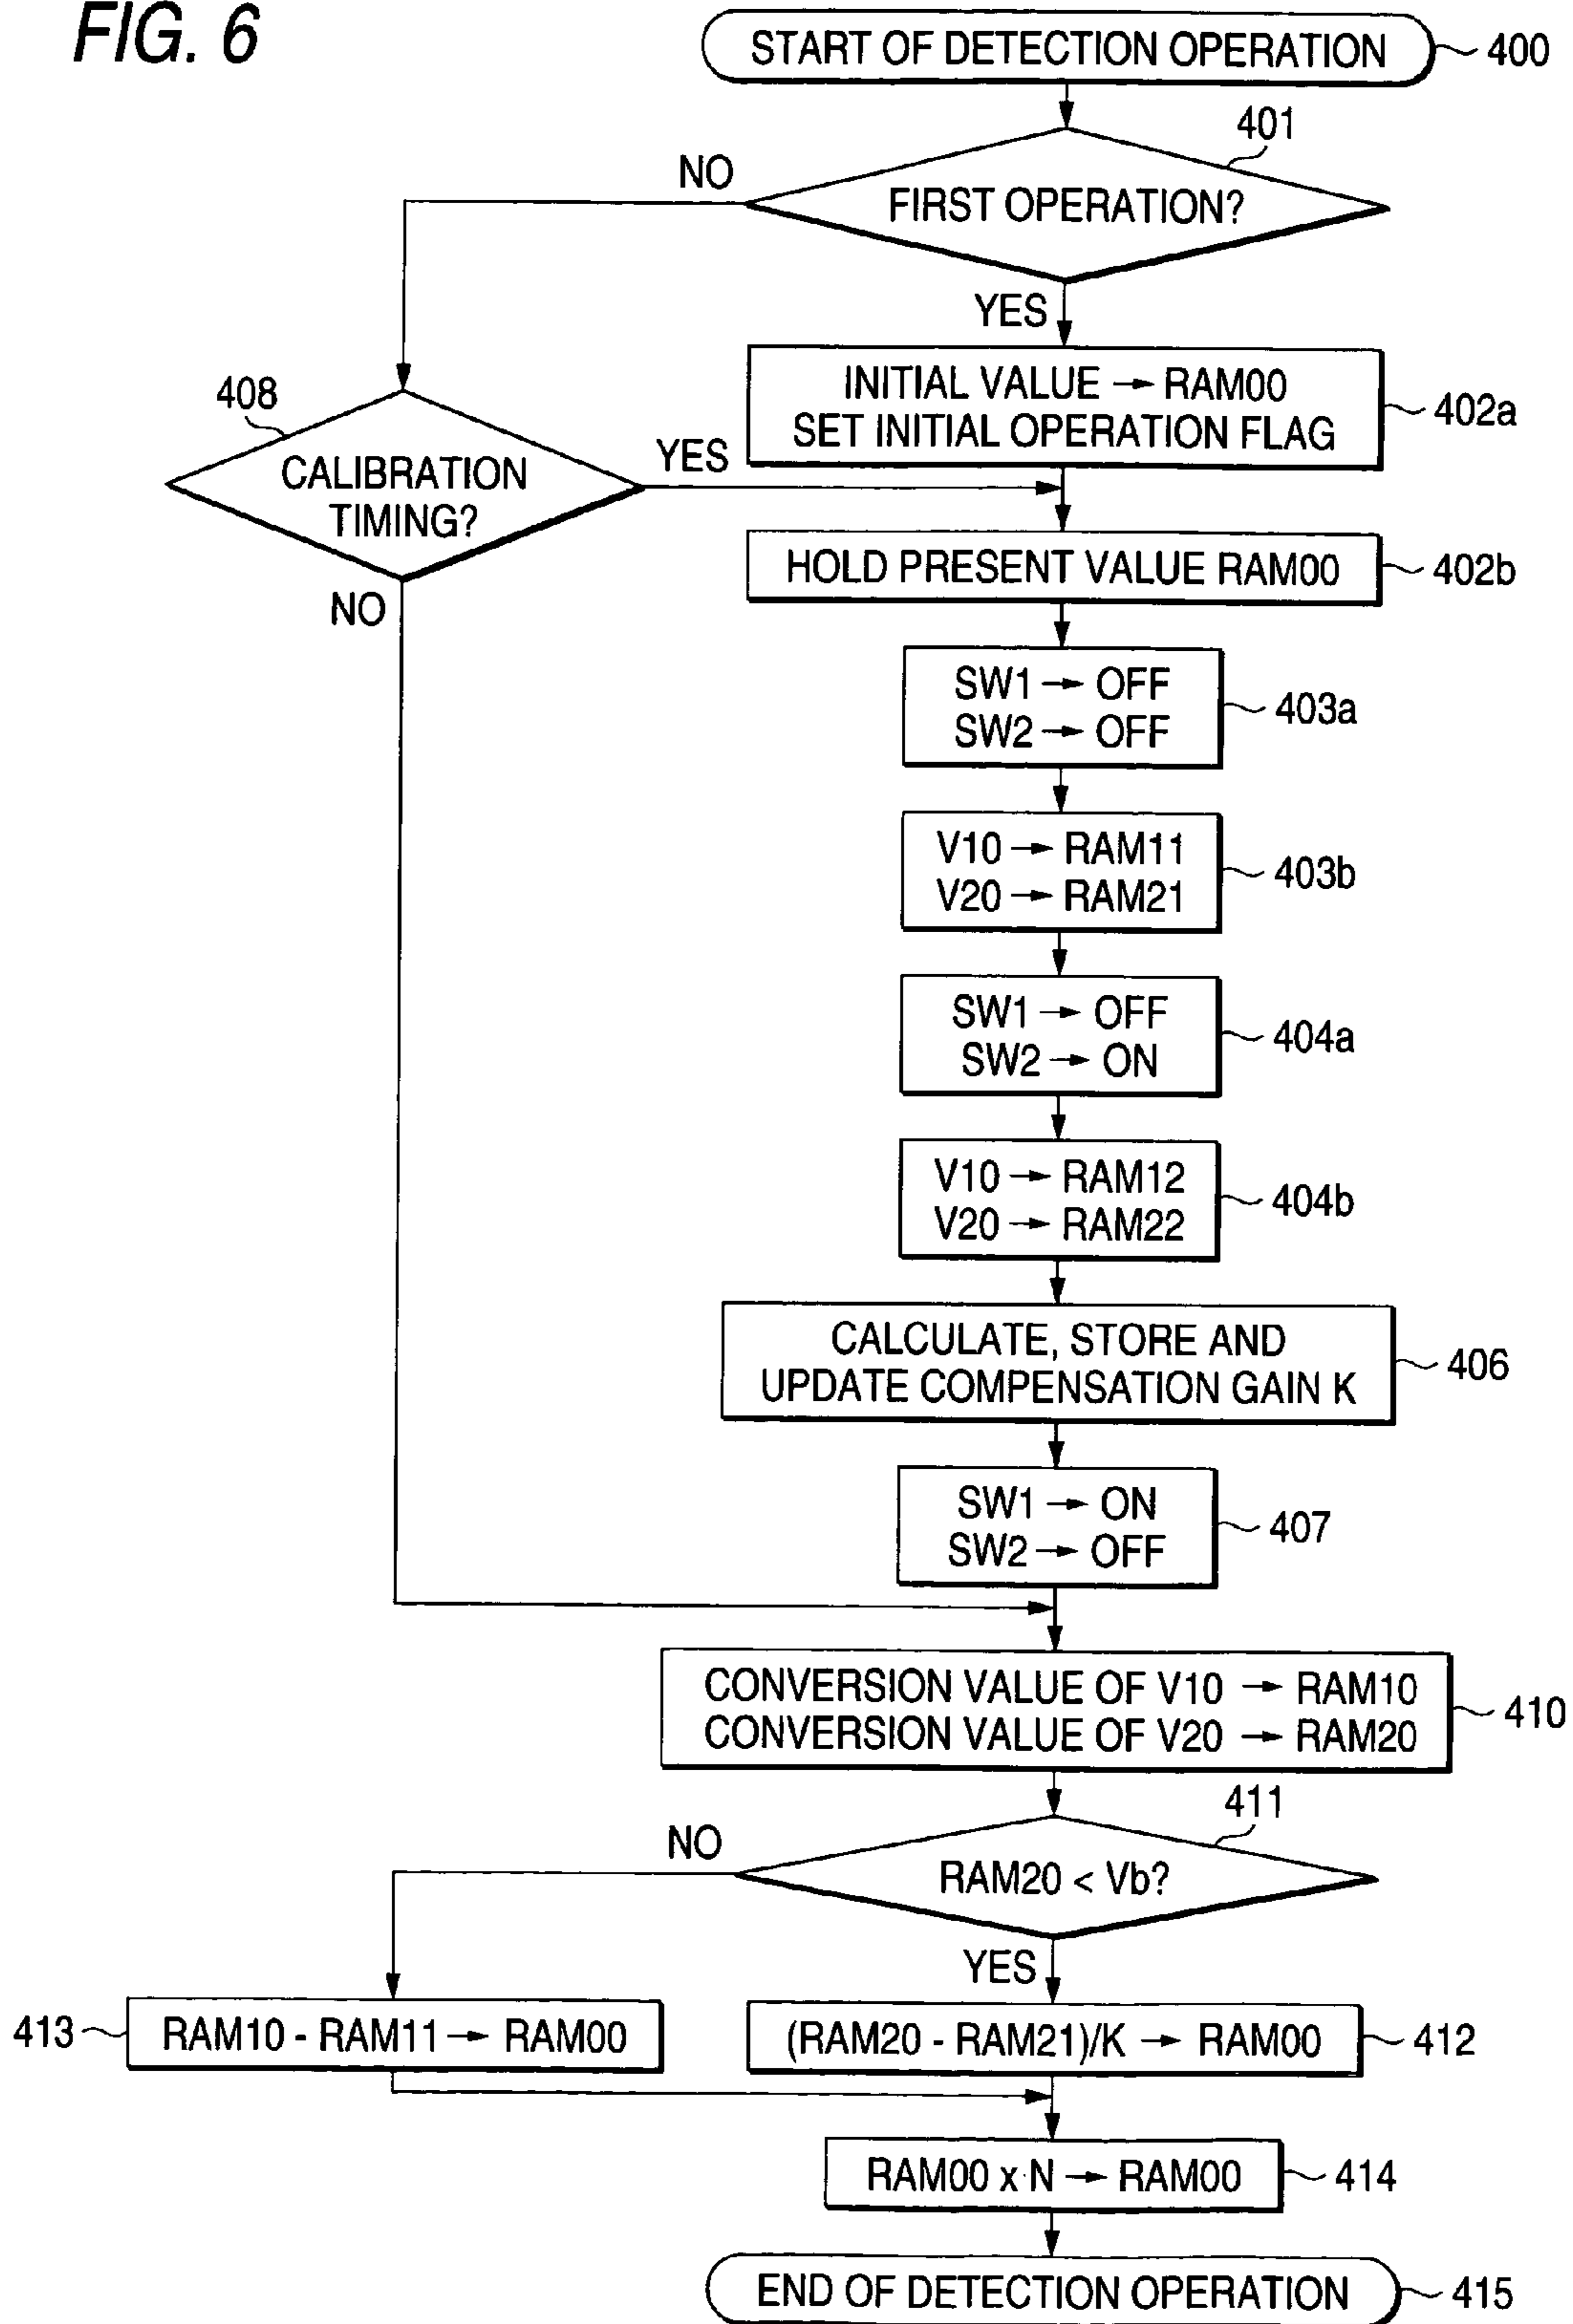 FIG. 6
START OF DETECTION OPERATION
400
401
FIRST OPERATION?
NO
YES
INITIAL VALUE → RAM00
SET INITIAL OPERATION FLAG
402a
408
CALIBRATION
TIMING?
YES
NO
HOLD PRESENT VALUE RAM00
402b
SW1 → OFF
SW2 → OFF
403a
V10 → RAM11
V20 → RAM21
403b
SW1 → OFF
SW2 → ON
404a
V10 → RAM12
V20 → RAM22
404b
CALCULATE, STORE AND
UPDATE COMPENSATION GAIN K
406
SW1 → ON
SW2 → OFF
407
CONVERSION VALUE OF V10 → RAM10
CONVERSION VALUE OF V20 → RAM20
410
411
RAM20 < Vb?
NO
YES
413
RAM10 - RAM11 → RAM00
(RAM20 - RAM21)/K → RAM00
412
RAM00 x N → RAM00
414
END OF DETECTION OPERATION
415